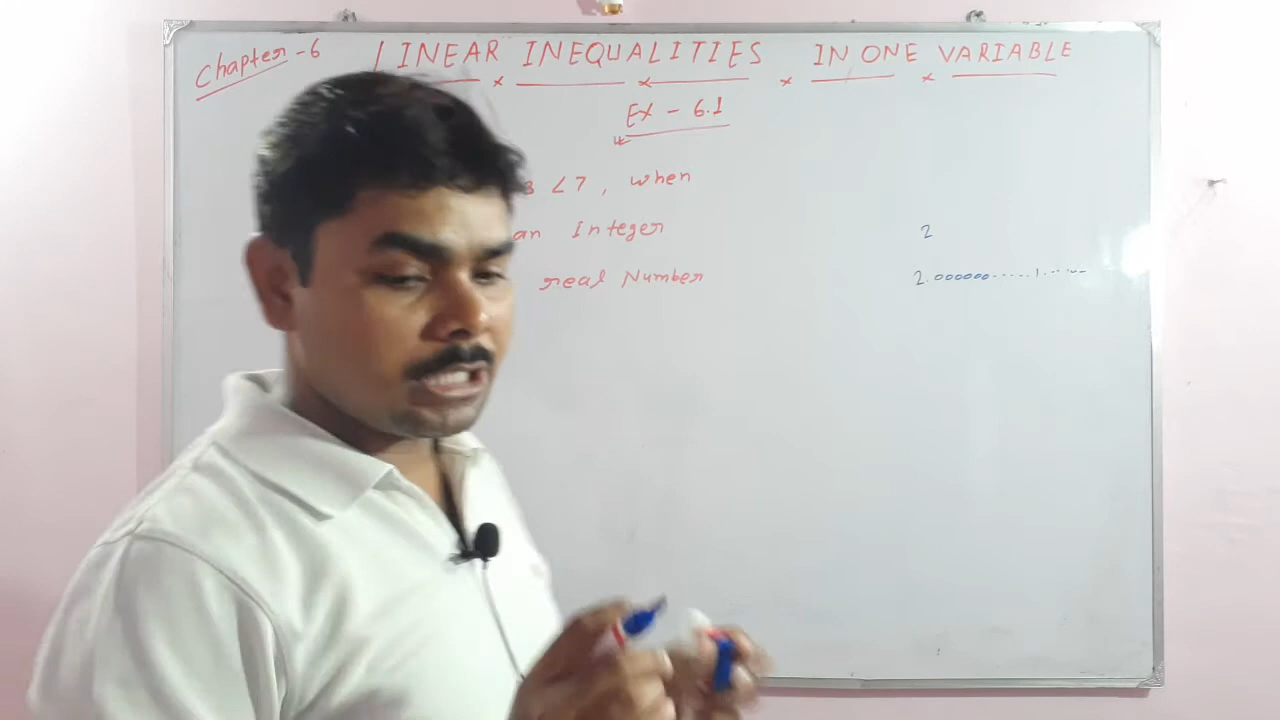 Chapter - 6 LINEAR INEQUALITIES IN ONE VARIABLE
Ex - 6.1
3 < 7 , when
an Integer
2
real Number
2.000000......1......